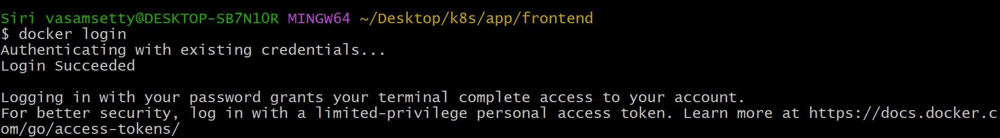 Siri vasamsetty@DESKTOP-SB7N10R MINGW64 ~/Desktop/k8s/app/frontend
$ docker login
Authenticating with existing credentials...
Login Succeeded
Logging in with your password grants your terminal complete access to your account.
For better security, log in with a limited-privilege personal access token. Learn more at https://docs.docker.c
om/go/access-tokens/